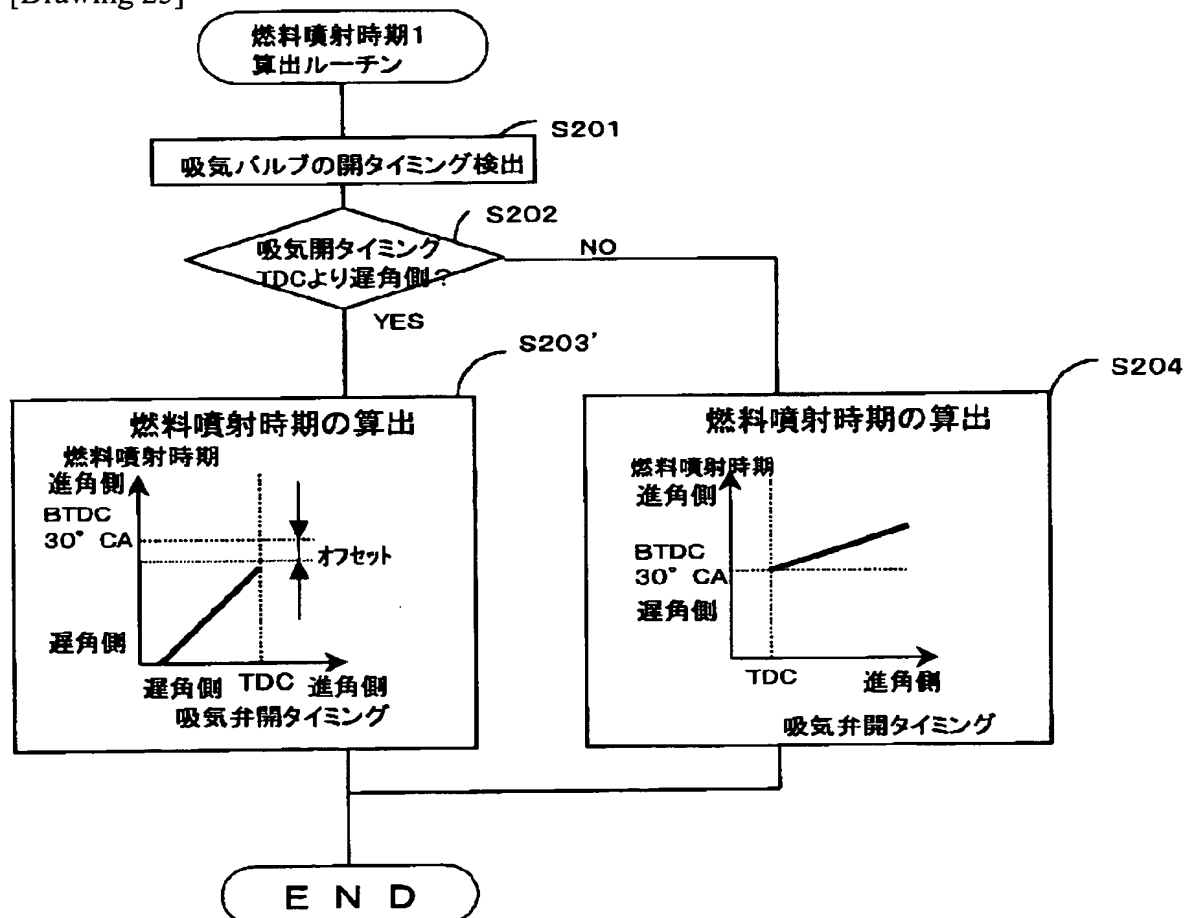 [Drawing 25]
燃料噴射時期1
算出ルーチン
S201
吸気バルブの開タイミング検出
S202
吸気開タイミング
TDCより遅角側?
NO
YES
S203'
燃料噴射時期の算出
燃料噴射時期
進角側
BTDC
30° CA
オフセット
遅角側
遅角側 TDC 進角側
吸気弁開タイミング
S204
燃料噴射時期の算出
燃料噴射時期
進角側
BTDC
30° CA
遅角側
TDC 進角側
吸気弁開タイミング
END